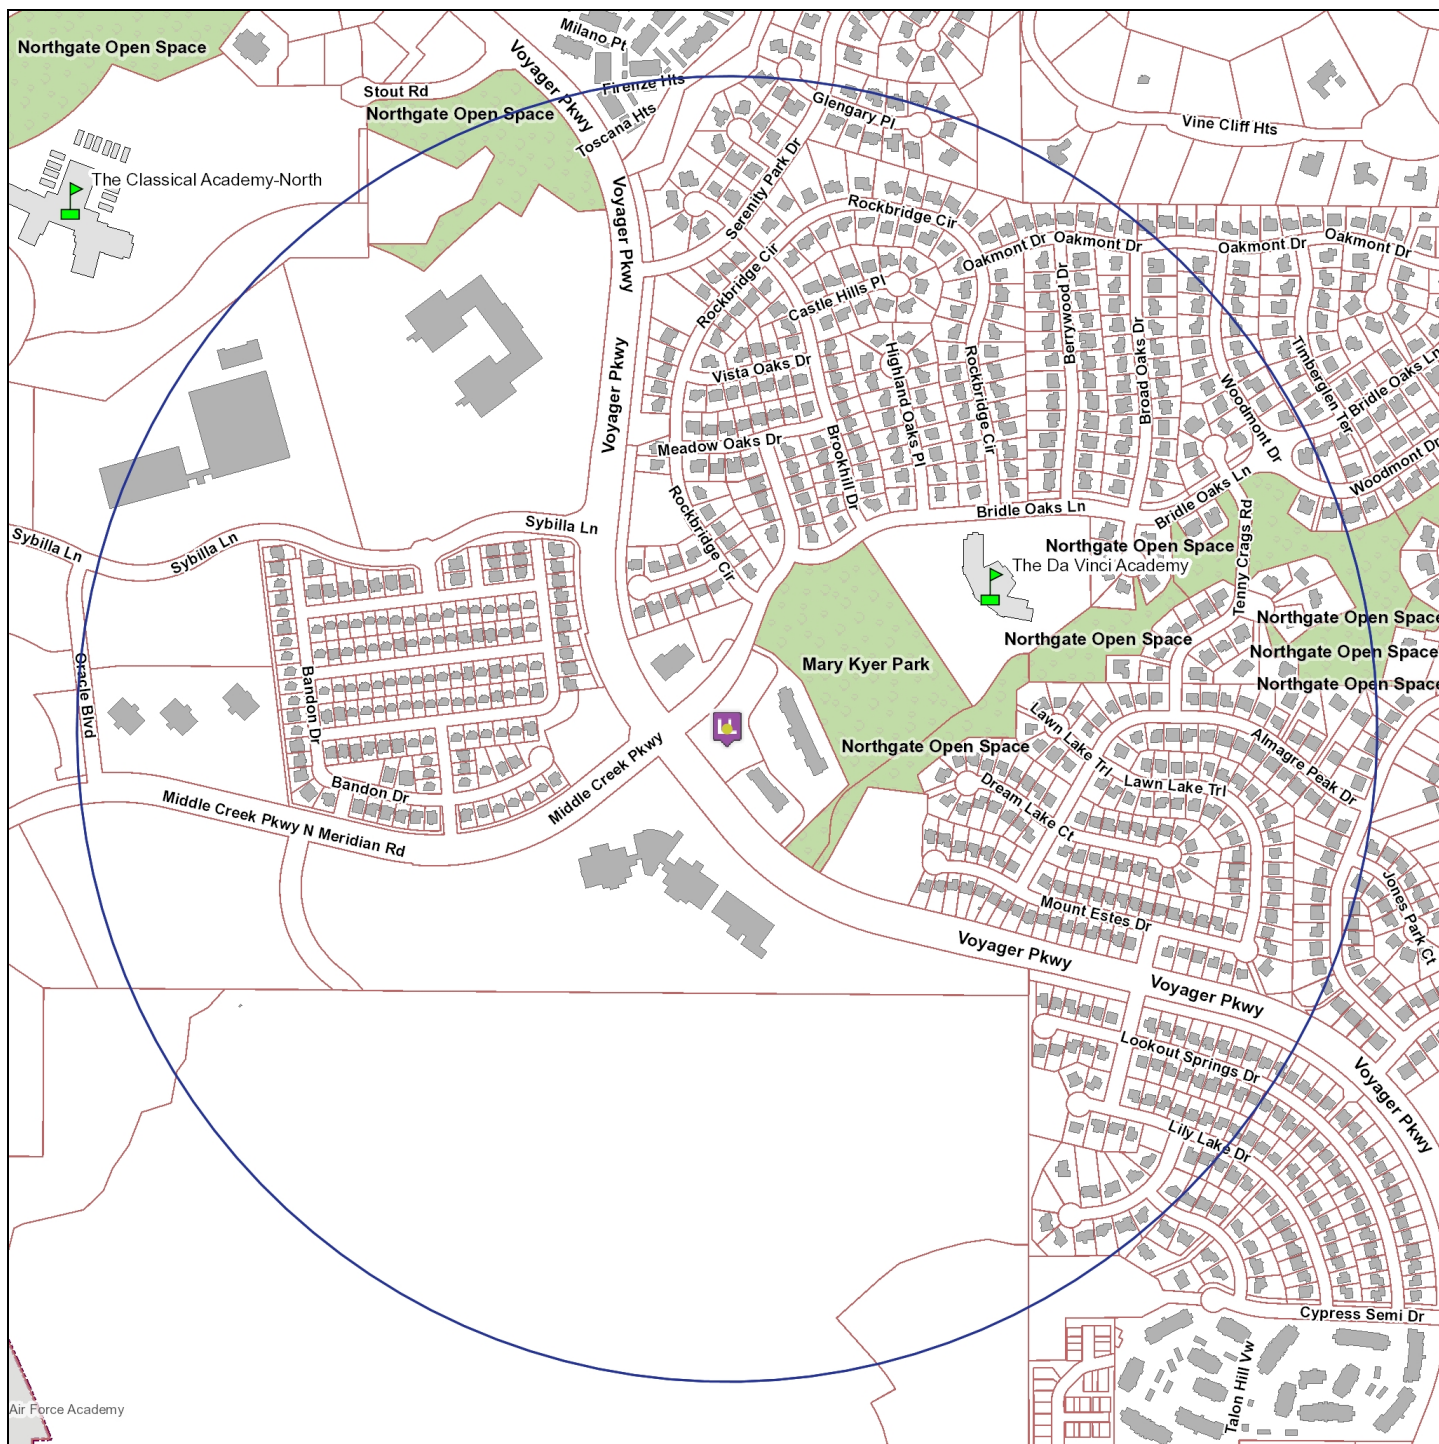 Northgate Open Space
Milano Pt
Voyager Pkwy
Stout Rd
Firenze Hts
Northgate Open Space
Toscana Hts
Glengary Pl
Vine Cliff Hts
The Classical Academy-North
Voyager Pkwy
Serenity Park Dr
Rockbridge Cir
Oakmont Dr
Oakmont Dr
Oakmont Dr
Oakmont Dr
Rockbridge Cir
Castle Hills Pl
Berrywood Dr
Broad Oaks Dr
Voyager Pkwy
Vista Oaks Dr
Highland Oaks Pl
Rockbridge Cir
Woodmont Dr
Timberglen Ter
Bridle Oaks Ln
Meadow Oaks Dr
Brookhill Dr
Woodmont Dr
Rockbridge Cir
Bridle Oaks Ln
Bridle Oaks Ln
Sybilla Ln
Sybilla Ln
Sybilla Ln
Northgate Open Space
The Da Vinci Academy
Tenny Crags Rd
Northgate Open Space
Northgate Open Space
Northgate Open Space
Northgate Open Space
Mary Kyer Park
Oracle Blvd
Bandon Dr
Northgate Open Space
Lawn Lake Trl
Almagre Peak Dr
Lawn Lake Trl
Dream Lake Ct
Bandon Dr
Middle Creek Pkwy
Middle Creek Pkwy N Meridian Rd
Mount Estes Dr
Jones Park Ct
Voyager Pkwy
Voyager Pkwy
Lookout Springs Dr
Voyager Pkwy
Lily Lake Dr
Cypress Semi Dr
Talon Hill Vw
Air Force Academy